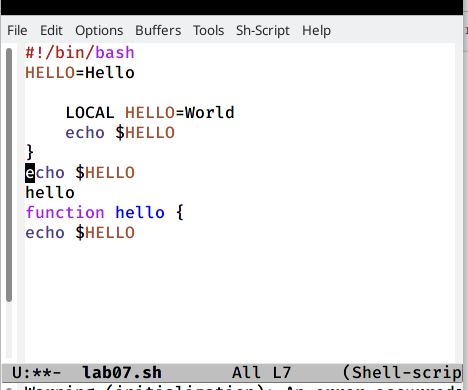 File Edit Options Buffers Tools Sh-Script Help
#!/bin/bash
HELLO=Hello
LOCAL HELLO=World
echo $HELLO
}
echo $HELLO
hello
function hello {
echo $HELLO
U:**- lab07.sh All L7 (Shell-scrip